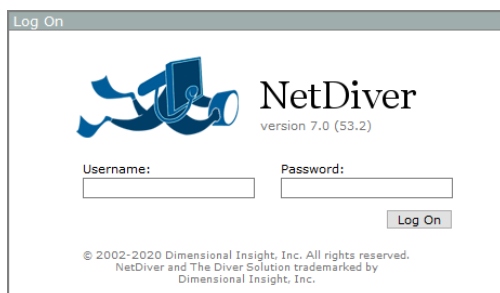 Log On
NetDiver
version 7.0 (53.2)
Username: Password:
Log On
© 2002-2020 Dimensional Insight, Inc. All rights reserved.
NetDiver and The Diver Solution trademarked by
Dimensional Insight, Inc.